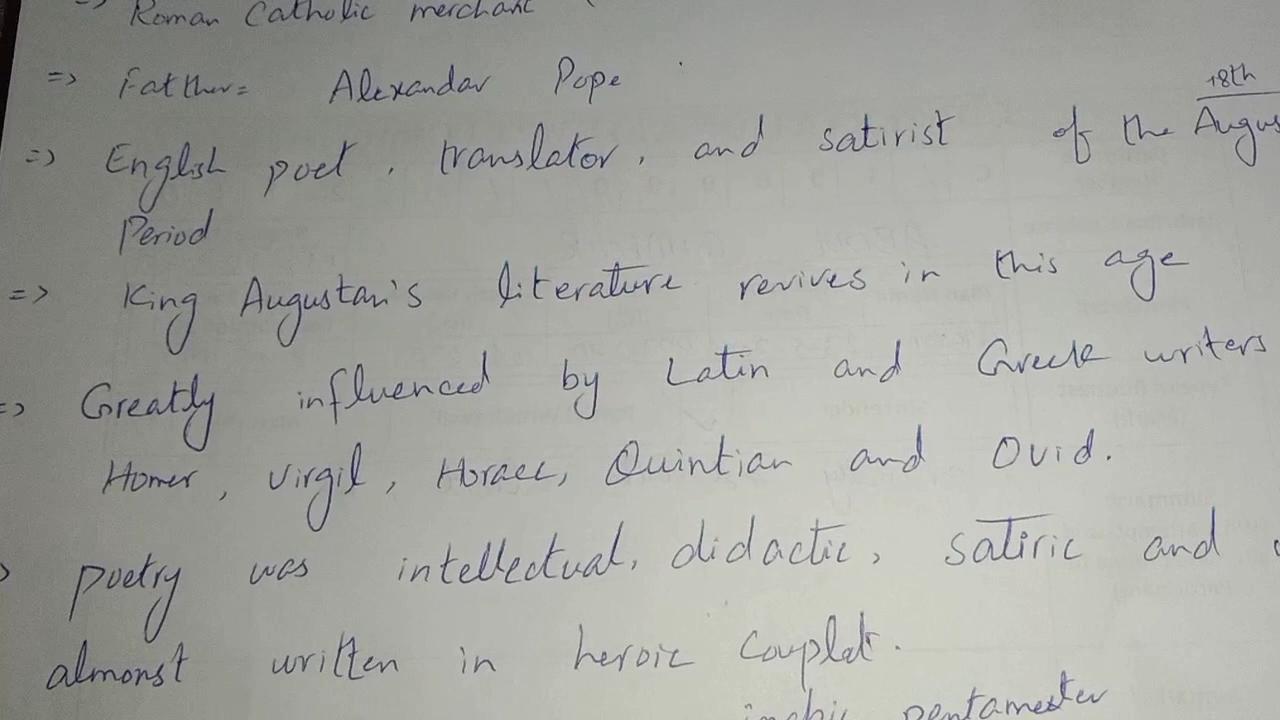 => Roman Catholic merchant
=> Father= Alexandar Pope
18th
=> English poet, translator, and satirist of the Augus
Period
=> King Augustan's literature revives in this age
=> Greatly influenced by Latin and Greek writers
Homer, Virgil, Horace, Quintian and Ovid.
poetry was intellectual, didactic, satiric and
almonst written in heroic couplet.
pentameter